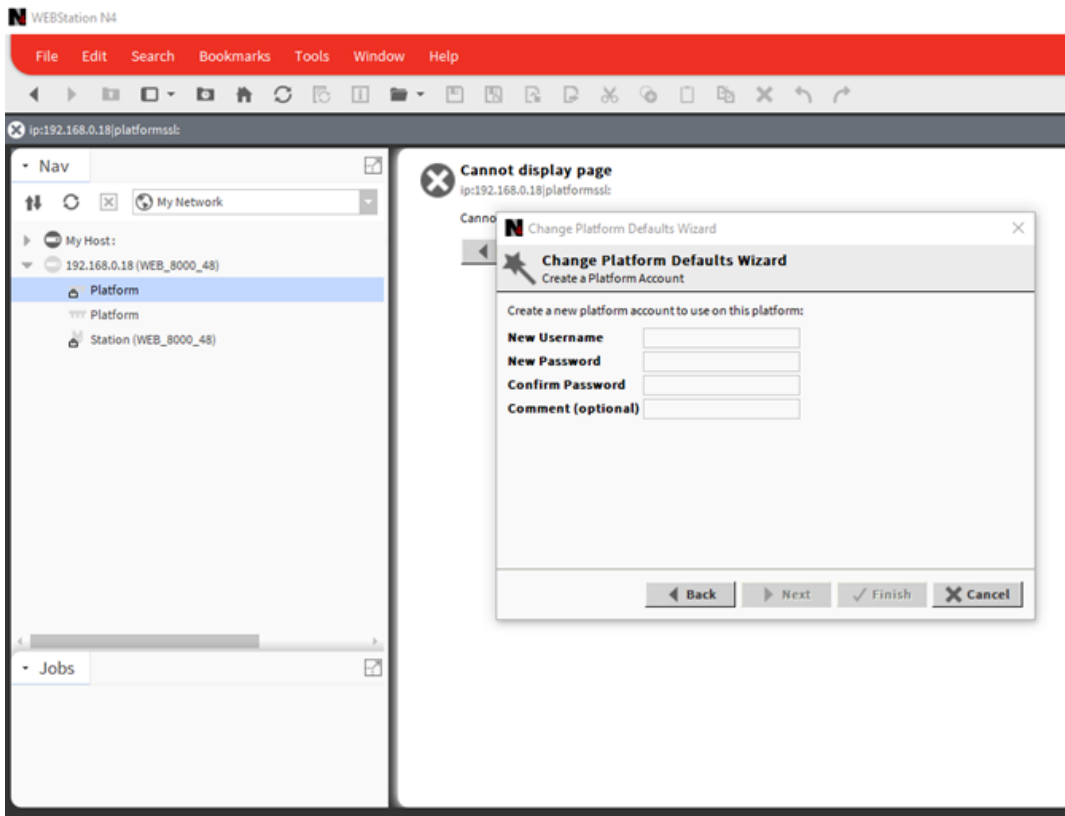 WEBStation N4
File Edit Search Bookmarks Tools Window Help
ip:192.168.0.18|platformssl:
Nav
My Network
My Host:
192.168.0.18 (WEB_8000_48)
Platform
Platform
Station (WEB_8000_48)
Jobs
Cannot display page
ip:192.168.0.18|platformssl:
Canno
Change Platform Defaults Wizard
Change Platform Defaults Wizard
Create a Platform Account
Create a new platform account to use on this platform:
New Username
New Password
Confirm Password
Comment (optional)
Back Next Finish Cancel